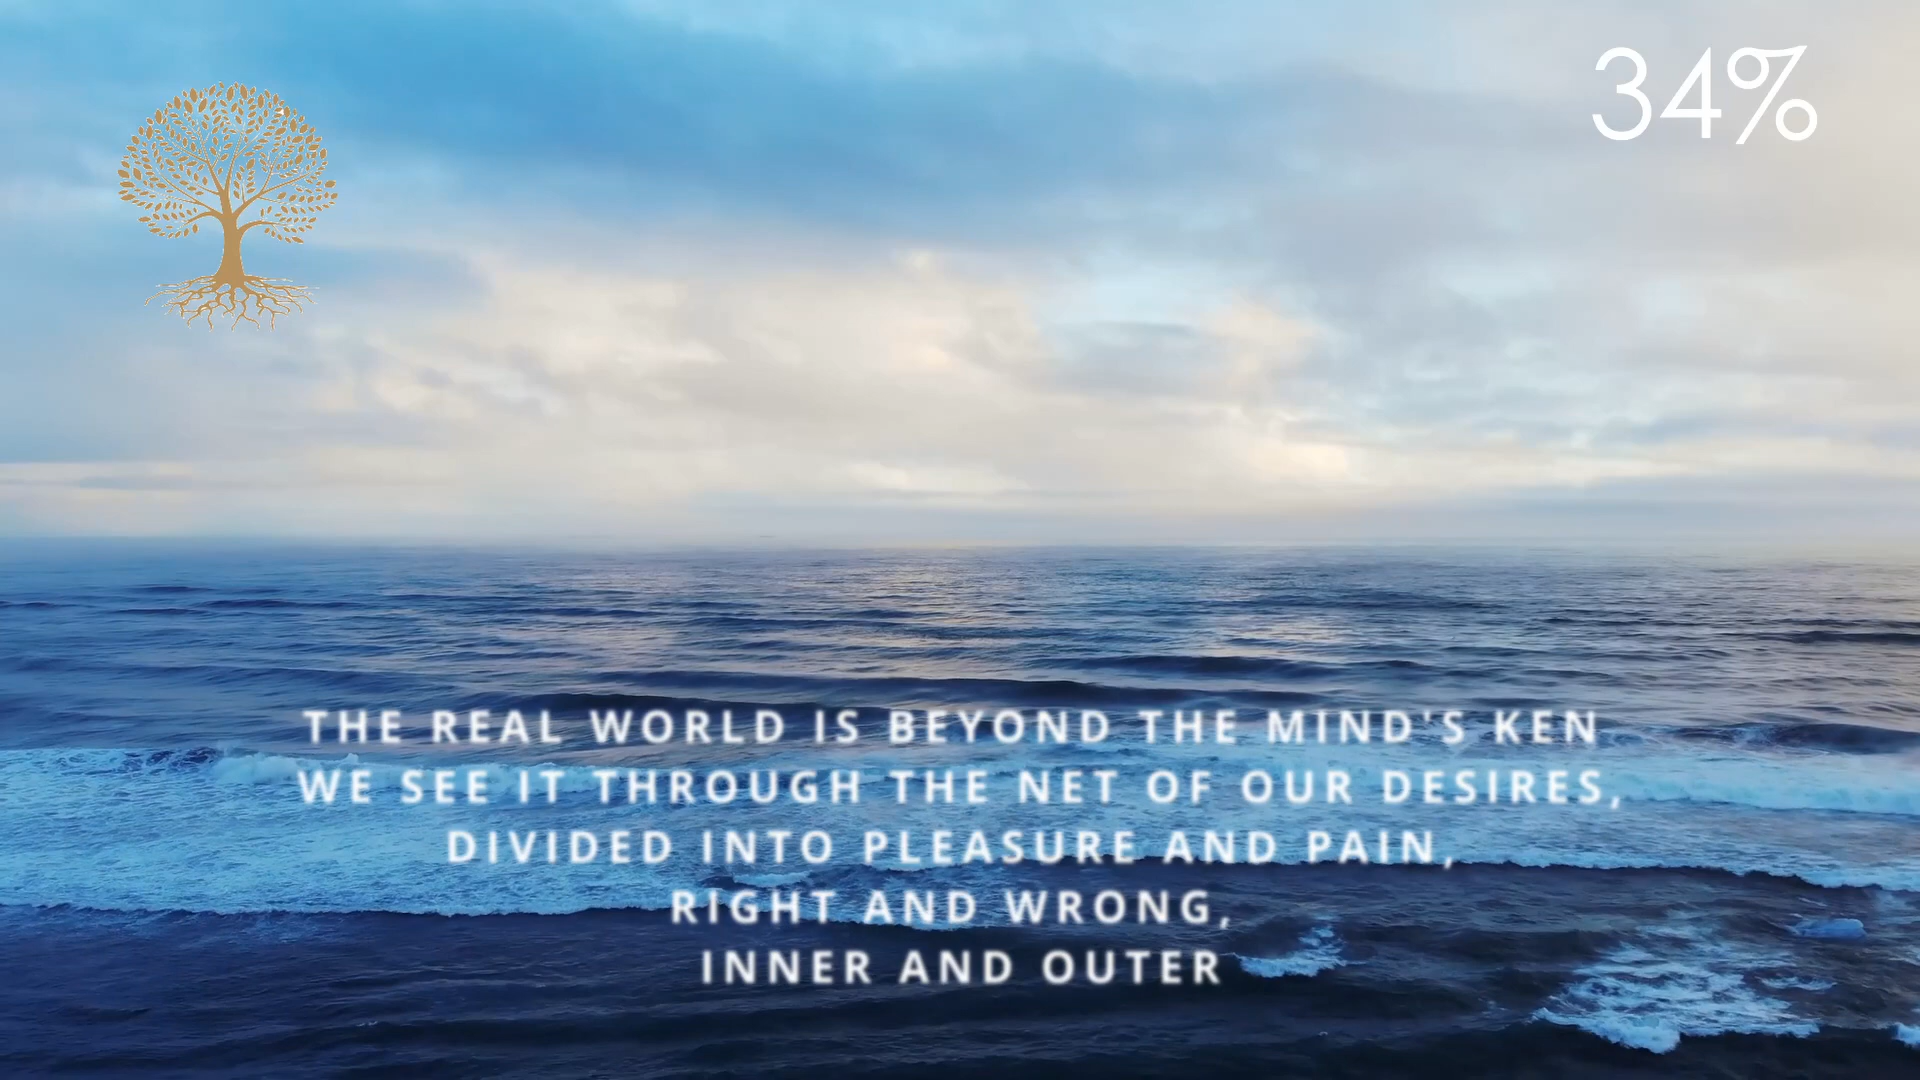 34%
THE REAL WORLD IS BEYOND THE MIND'S KEN
WE SEE IT THROUGH THE NET OF OUR DESIRES,
DIVIDED INTO PLEASURE AND PAIN,
RIGHT AND WRONG,
INNER AND OUTER